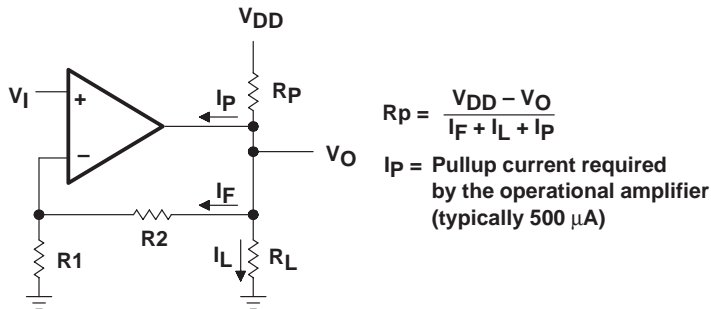 VDD
VI
+
−
IP
RP
VO
IF
R2
R1
IL
RL
Rp = VDD – VO / IF + IL + IP
IP = Pullup current required
by the operational amplifier
(typically 500 μA)